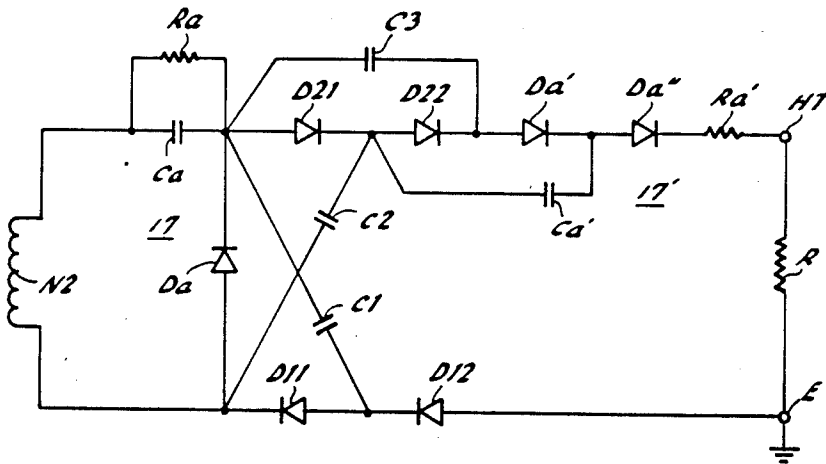 Ra
C3
D21
D22
Da'
Da"
Ra'
HT
Ca
17
C2
Ca'
17'
N2
Da
R
C1
D11
D12
E